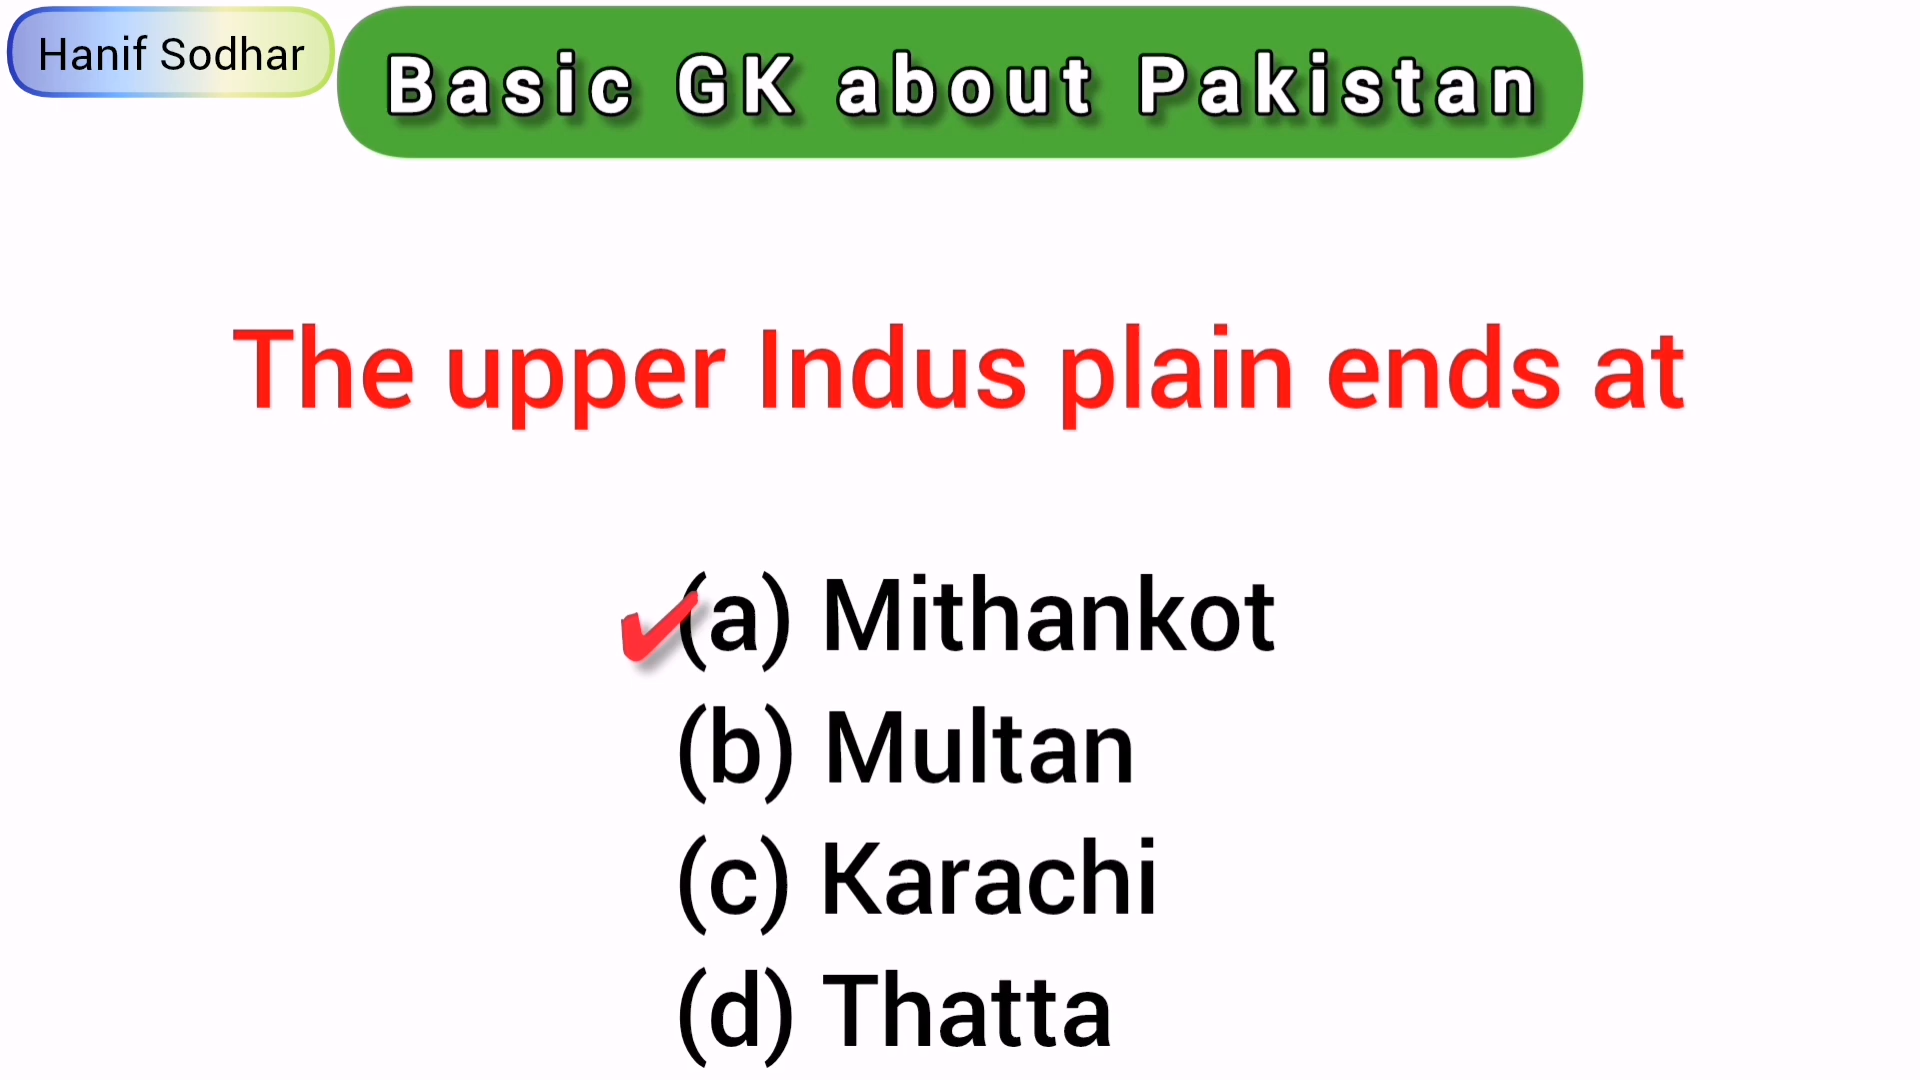 Hanif Sodhar
Basic GK about Pakistan
The upper Indus plain ends at
(a) Mithankot
(b) Multan
(c) Karachi
(d) Thatta